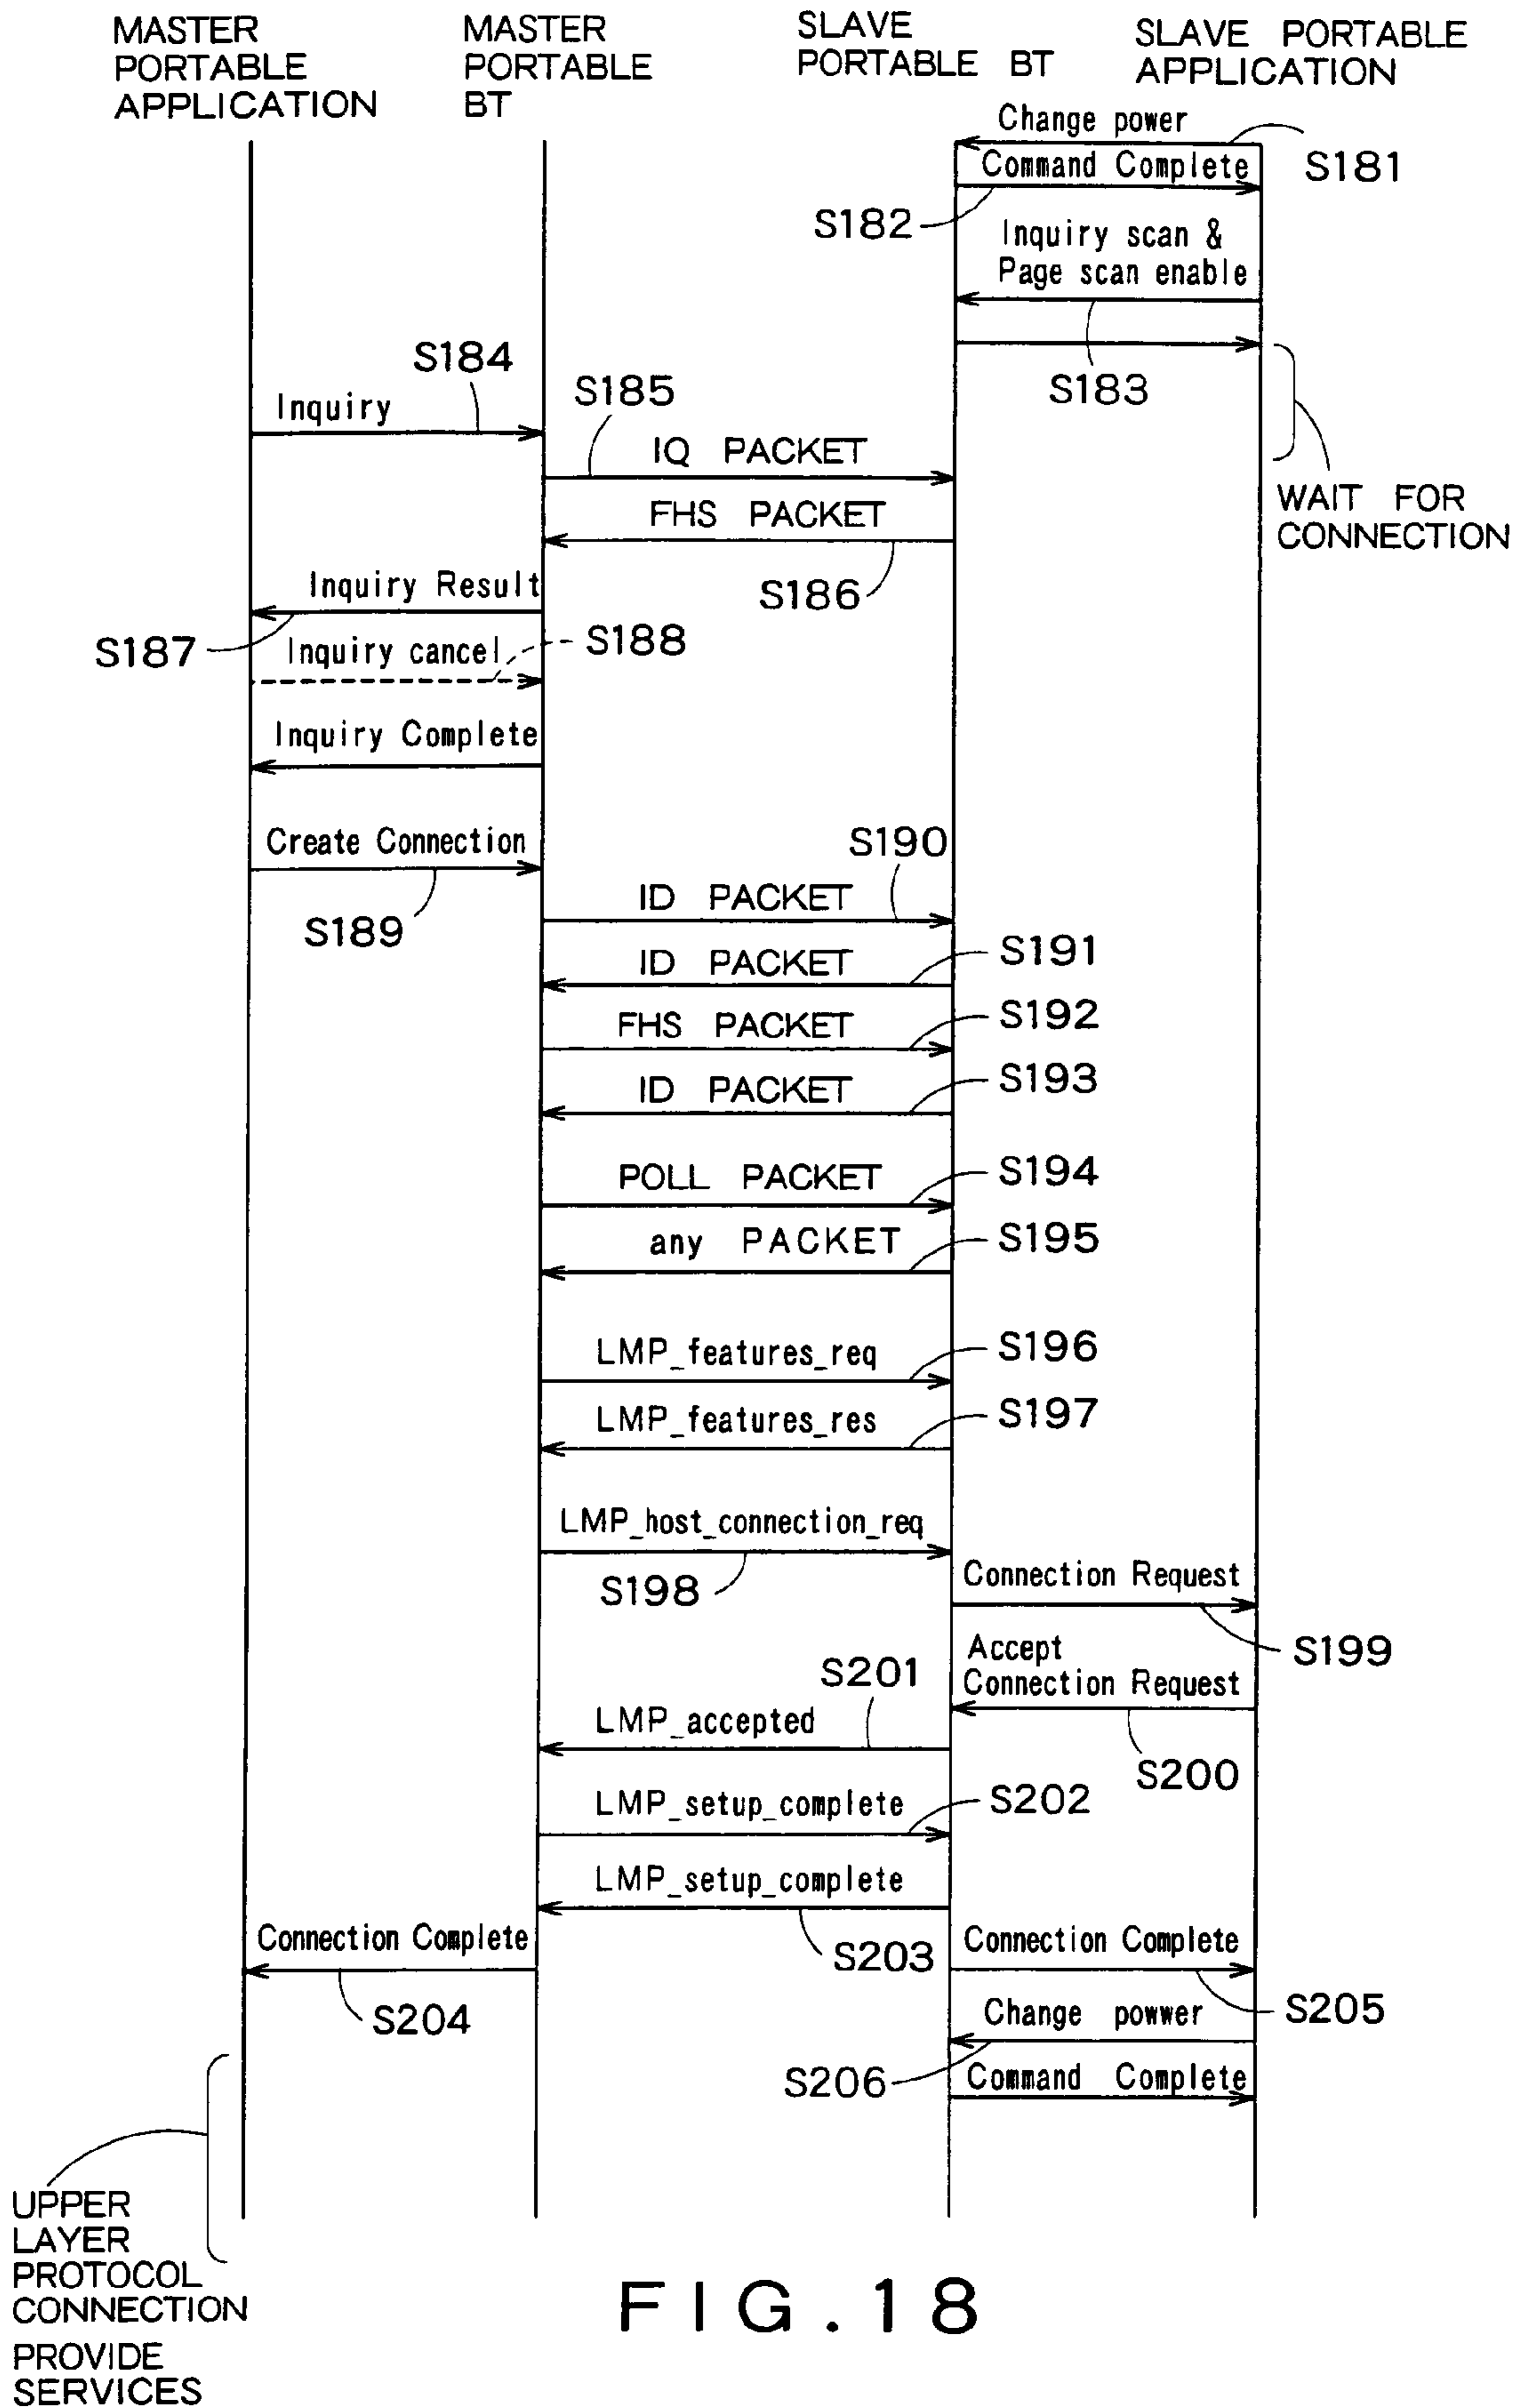 MASTER
PORTABLE
APPLICATION
MASTER
PORTABLE
BT
SLAVE
PORTABLE BT
SLAVE PORTABLE
APPLICATION
Change power
S181
Command Complete
S182
Inquiry scan &
Page scan enable
S183
S184
Inquiry
S185
IQ PACKET
WAIT FOR
CONNECTION
FHS PACKET
S186
Inquiry Result
S187
Inquiry cancel
S188
Inquiry Complete
Create Connection
S189
S190
ID PACKET
ID PACKET
S191
FHS PACKET
S192
ID PACKET
S193
POLL PACKET
S194
any PACKET
S195
LMP_features_req
S196
LMP_features_res
S197
LMP_host_connection_req
S198
Connection Request
S199
Accept
Connection Request
S200
S201
LMP_accepted
LMP_setup_complete
S202
LMP_setup_complete
S203
Connection Complete
S204
Connection Complete
S205
Change powwer
S206
Command Complete
UPPER
LAYER
PROTOCOL
CONNECTION
PROVIDE
SERVICES
FIG.18